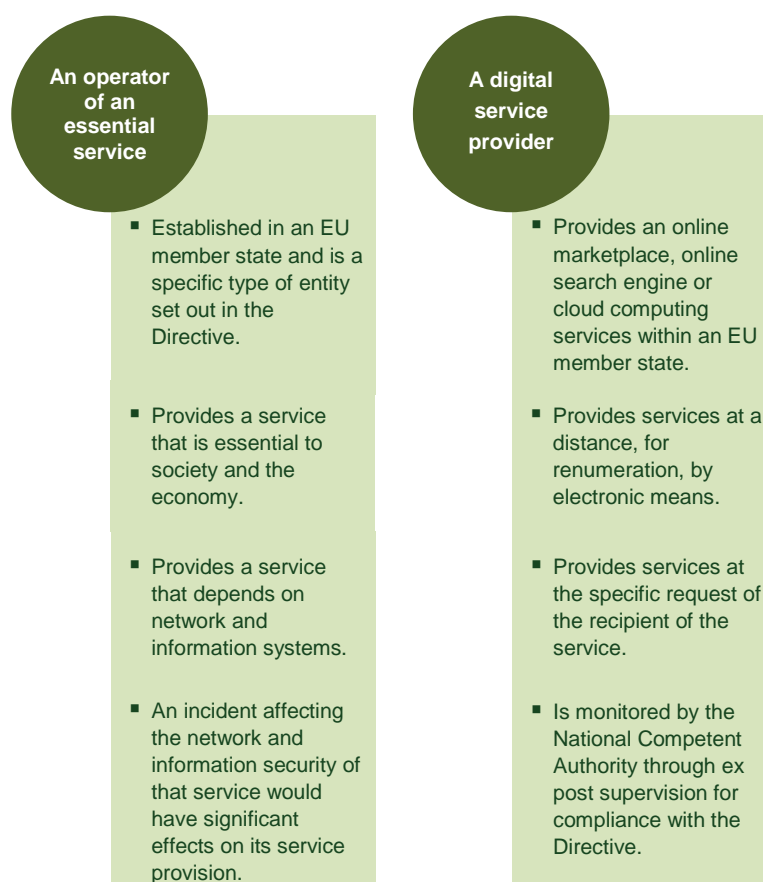 An operator
of an
essential
service
▪ Established in an EU
member state and is a
specific type of entity
set out in the
Directive.
▪ Provides a service
that is essential to
society and the
economy.
▪ Provides a service
that depends on
network and
information systems.
▪ An incident affecting
the network and
information security of
that service would
have significant
effects on its service
provision.
A digital
service
provider
▪ Provides an online
marketplace, online
search engine or
cloud computing
services within an EU
member state.
▪ Provides services at a
distance, for
renumeration, by
electronic means.
▪ Provides services at
the specific request of
the recipient of the
service.
▪ Is monitored by the
National Competent
Authority through ex
post supervision for
compliance with the
Directive.